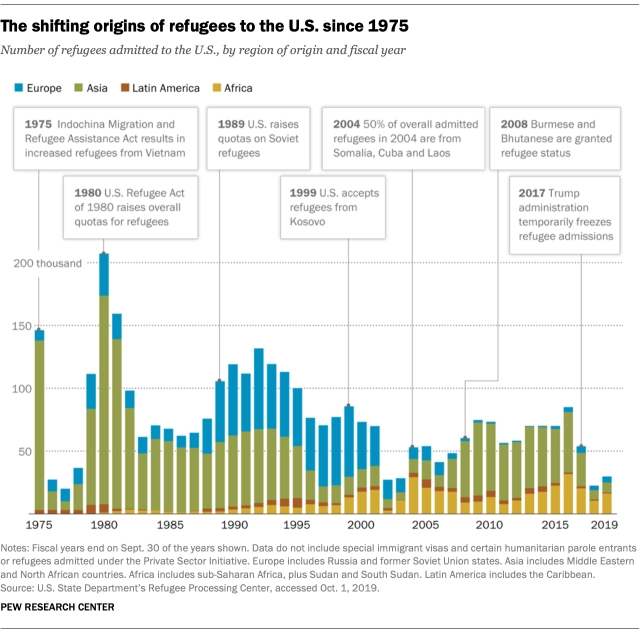 The shifting origins of refugees to the U.S. since 1975
Number of refugees admitted to the U.S., by region of origin and fiscal year
Europe Asia Latin America Africa
1975 Indochina Migration and
Refugee Assistance Act results in
increased refugees from Vietnam
1989 U.S. raises
quotas on Soviet
refugees
2004 50% of overall admitted
refugees in 2004 are from
Somalia, Cuba and Laos
2008 Burmese and
Bhutanese are granted
refugee status
1980 U.S. Refugee Act
of 1980 raises overall
quotas for refugees
1999 U.S. accepts
refugees from
Kosovo
2017 Trump
administration
temporarily freezes
refugee admissions
200 thousand
150
100
50
1975 1980 1985 1990 1995 2000 2005 2010 2015 2019
Notes: Fiscal years end on Sept. 30 of the years shown. Data do not include special immigrant visas and certain humanitarian parole entrants
or refugees admitted under the Private Sector Initiative. Europe includes Russia and former Soviet Union states. Asia includes Middle Eastern
and North African countries. Africa includes sub-Saharan Africa, plus Sudan and South Sudan. Latin America includes the Caribbean.
Source: U.S. State Department's Refugee Processing Center, accessed Oct. 1, 2019.
PEW RESEARCH CENTER